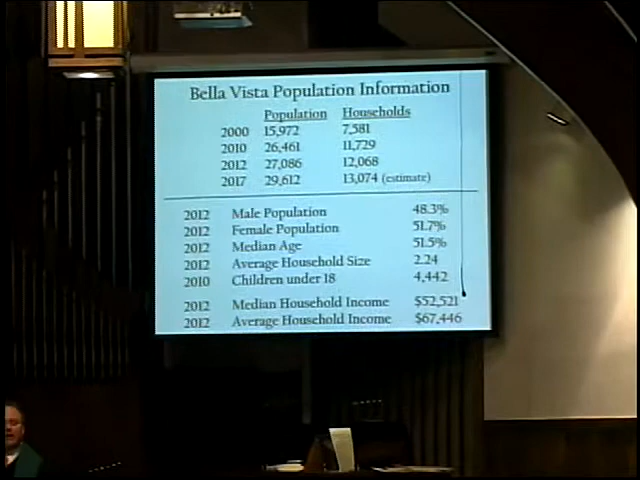 Bella Vista Population Information
Population Households
2000 15,972 7,581
2010 26,461 11,729
2012 27,086 12,068
2017 29,612 13,074 (estimate)
2012 Male Population 48.3%
2012 Female Population 51.7%
2012 Median Age 51.5%
2012 Average Household Size 2.24
2010 Children under 18 4,442
2012 Median Household Income $52,521
2012 Average Household Income $67,446